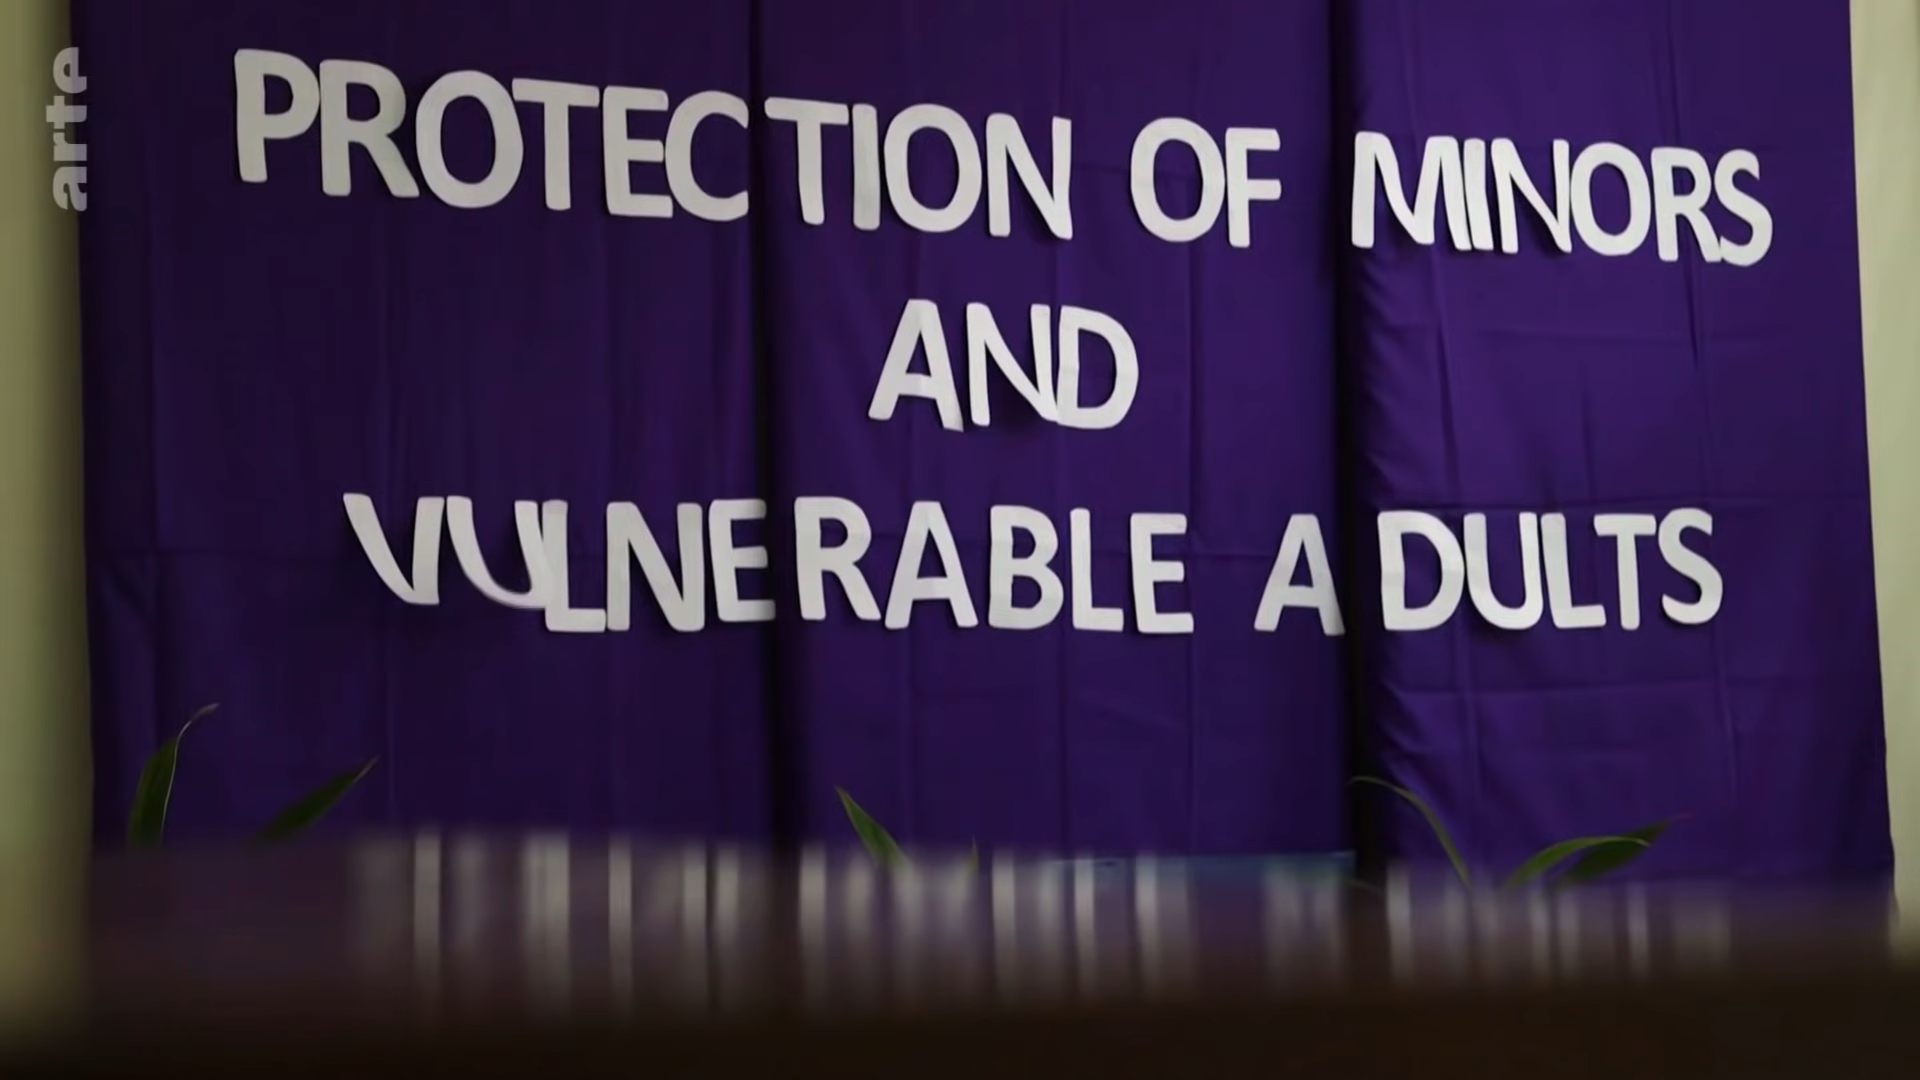 arte
PROTECTION OF MINORS
AND
VULNERABLE ADULTS